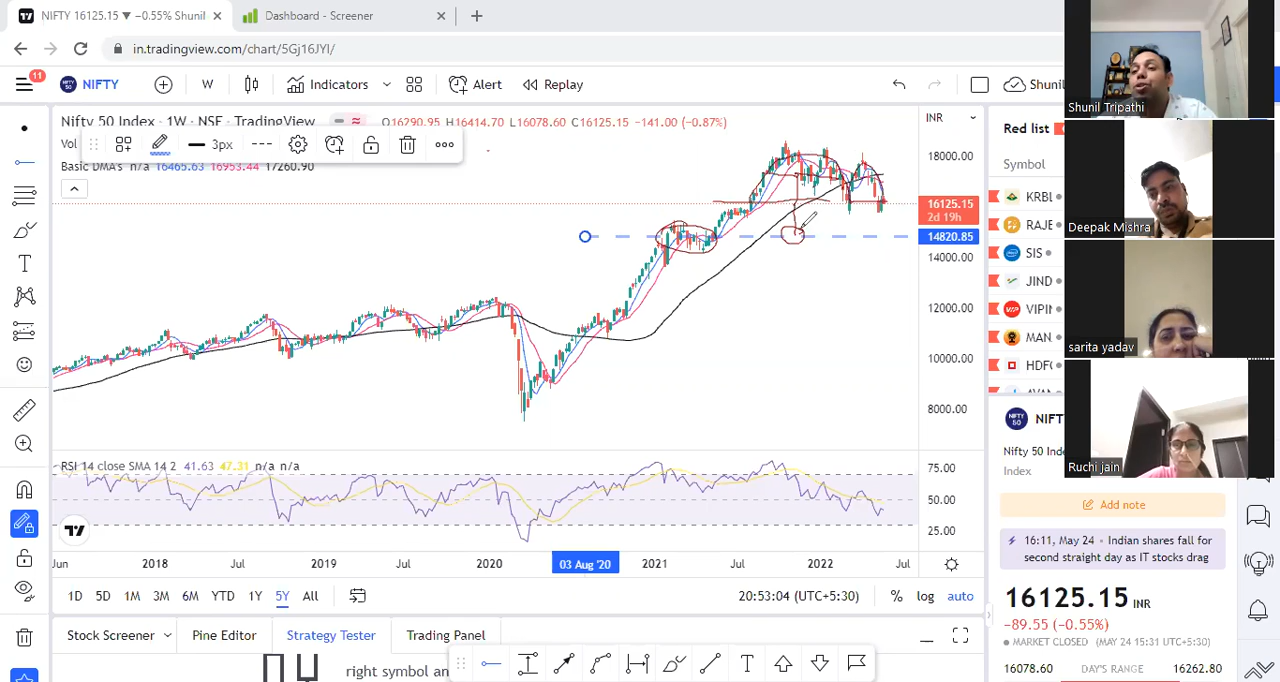 NIFTY 16125.15 ▼ −0.55% Shunil
Dashboard - Screener
in.tradingview.com/chart/5Gj16JYI/
11
NIFTY
W
Indicators
Alert
Replay
Shunil
Nifty 50 Index · 1W · NSE · TradingView
O16210.95 H16414.70 L16078.60 C16125.15 −141.00 (−0.87%)
Vol
3px
Basic DMA's n/a 16465.63 16953.44 17260.90
INR
18000.00
16125.15
2d 19h
14820.85
14000.00
12000.00
10000.00
8000.00
RSI 14 close SMA 14 2 41.63 47.31 n/a n/a
75.00
50.00
25.00
Jun
2018
Jul
2019
Jul
2020
03 Aug '20
2021
Jul
2022
Jul
1D 5D 1M 3M 6M YTD 1Y 5Y All
20:53:04 (UTC+5:30)
% log auto
Stock Screener
Pine Editor
Strategy Tester
Trading Panel
right symbol an
Red list
Symbol
KRBL
RAJE
SIS
JIND
VIPIN
MAN
HDF
NIFT
Nifty 50 Inde
Index
Add note
16:11, May 24 • Indian shares fall for
second straight day as IT stocks drag
16125.15 INR
−89.55 (−0.55%)
MARKET CLOSED (MAY 24 15:31 UTC+5:30)
16078.60 DAY'S RANGE 16262.80
Shunil Tripathi
Deepak Mishra
sarita yadav
Ruchi jain